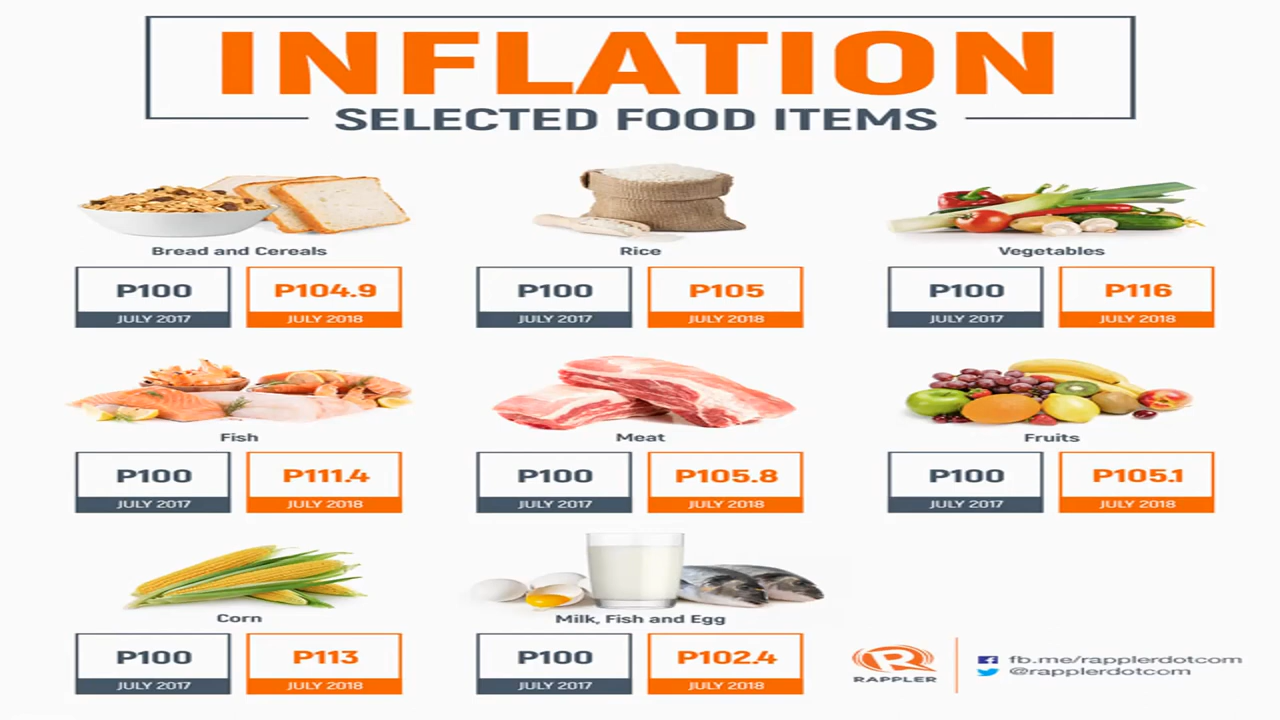 INFLATION
SELECTED FOOD ITEMS
Bread and Cereals
P100
JULY 2017
P104.9
JULY 2018
Rice
P100
JULY 2017
P105
JULY 2018
Vegetables
P100
JULY 2017
P116
JULY 2018
Fish
P100
JULY 2017
P111.4
JULY 2018
Meat
P100
JULY 2017
P105.8
JULY 2018
Fruits
P100
JULY 2017
P105.1
JULY 2018
Corn
P100
JULY 2017
P113
JULY 2018
Milk, Fish and Egg
P100
JULY 2017
P102.4
JULY 2018
RAPPLER
fb.me/rapplerdotcom
@rapplerdotcom